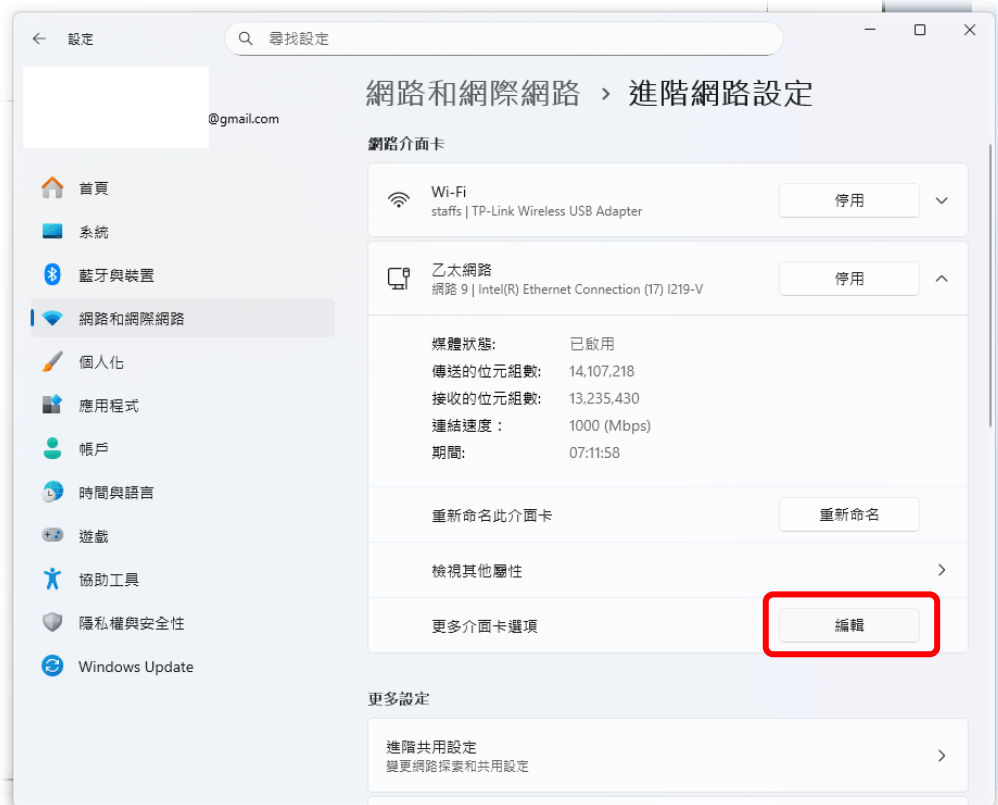 設定
尋找設定
@gmail.com
首頁
系統
藍牙與裝置
網路和網際網路
個人化
應用程式
帳戶
時間與語言
遊戲
協助工具
隱私權與安全性
Windows Update
網路和網際網路 › 進階網路設定
網路介面卡
Wi-Fi
staffs | TP-Link Wireless USB Adapter
停用
乙太網路
網路 9 | Intel(R) Ethernet Connection (17) I219-V
停用
媒體狀態: 已啟用
傳送的位元組數: 14,107,218
接收的位元組數: 13,235,430
連結速度： 1000 (Mbps)
期間: 07:11:58
重新命名此介面卡 重新命名
檢視其他屬性
更多介面卡選項 編輯
更多設定
進階共用設定
變更網路探索和共用設定